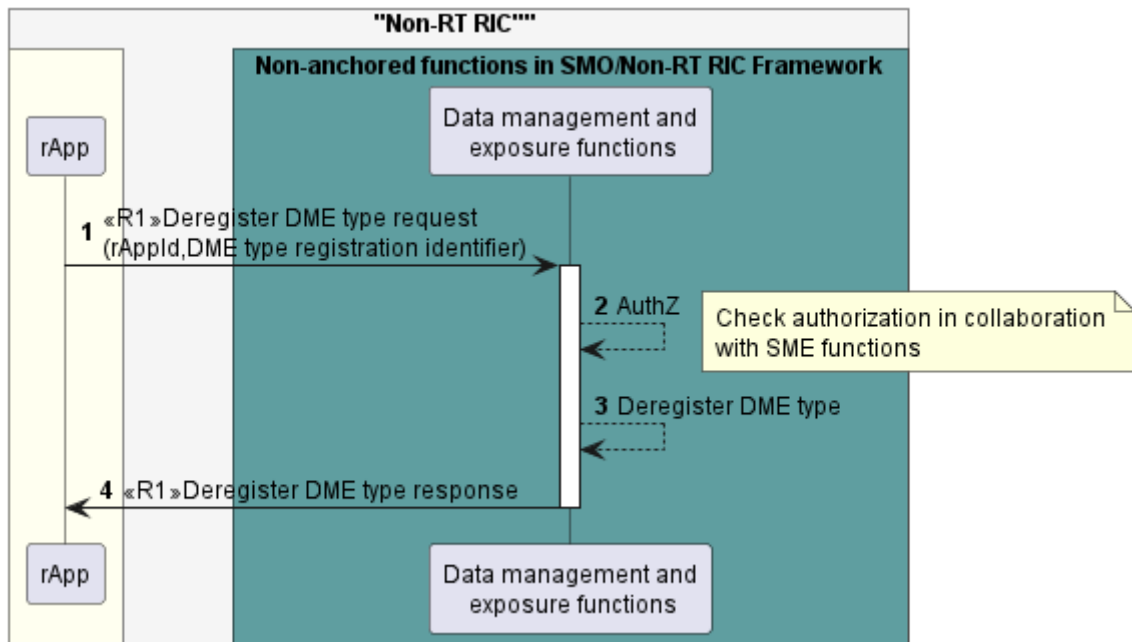 "Non-RT RIC""
Non-anchored functions in SMO/Non-RT RIC Framework
Data management and
exposure functions
rApp
1 «R1»Deregister DME type request
(rAppId,DME type registration identifier)
2 AuthZ
Check authorization in collaboration
with SME functions
3 Deregister DME type
4 «R1»Deregister DME type response
rApp
Data management and
exposure functions